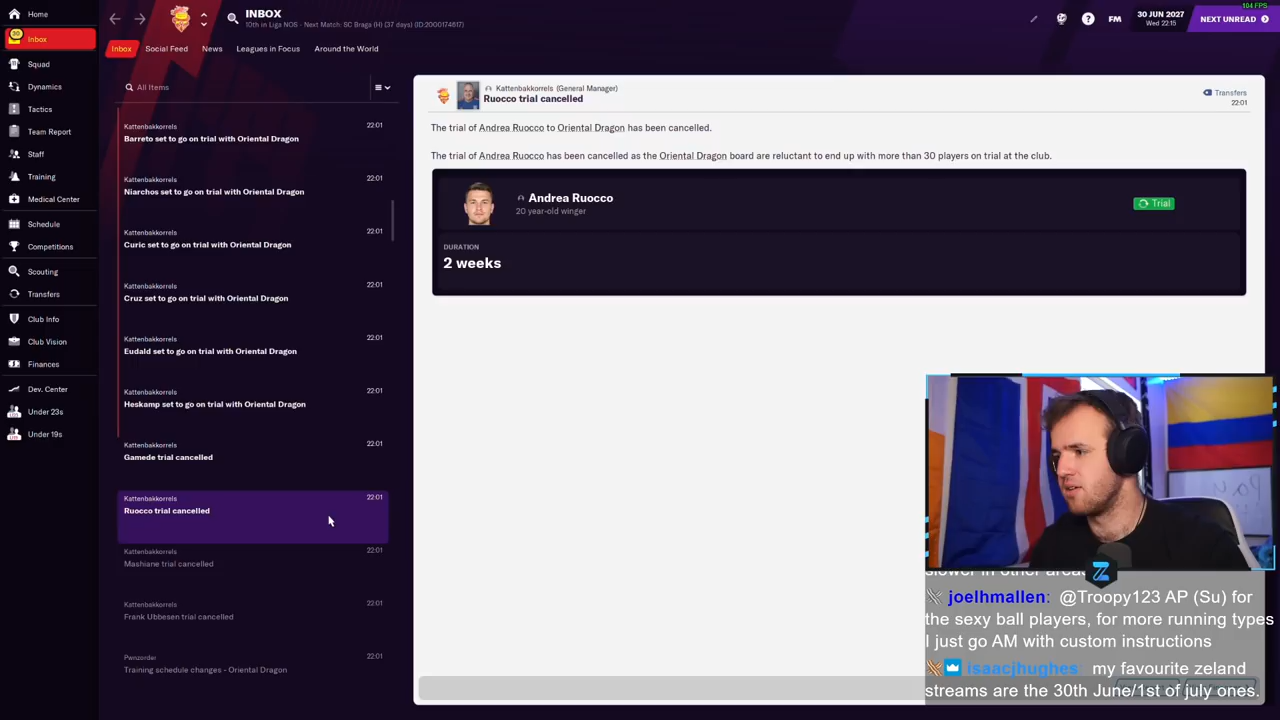 Home
30
Inbox
Squad
Dynamics
Tactics
Team Report
Staff
Training
Medical Center
Schedule
Competitions
Scouting
Transfers
Club Info
Club Vision
Finances
Dev. Center
Under 23s
Under 19s
INBOX
10th in Liga NOS - Next Match: SC Braga (H) (37 days) (ID:2000174617)
104 FPS
FM
30 JUN 2027
Wed 22:15
NEXT UNREAD
Inbox
Social Feed
News
Leagues in Focus
Around the World
All Items
Kattenbakkorrels
22:01
Barreto set to go on trial with Oriental Dragon
Kattenbakkorrels
22:01
Niarchos set to go on trial with Oriental Dragon
Kattenbakkorrels
22:01
Curic set to go on trial with Oriental Dragon
Kattenbakkorrels
22:01
Cruz set to go on trial with Oriental Dragon
Kattenbakkorrels
22:01
Eudald set to go on trial with Oriental Dragon
Kattenbakkorrels
22:01
Heskamp set to go on trial with Oriental Dragon
Kattenbakkorrels
22:01
Gamede trial cancelled
Kattenbakkorrels
22:01
Ruocco trial cancelled
Kattenbakkorrels
22:01
Mashiane trial cancelled
Kattenbakkorrels
22:01
Frank Ubbesen trial cancelled
Pwnzordei
22:01
Training schedule changes - Oriental Dragon
Kattenbakkorrels (General Manager)
Ruocco trial cancelled
Transfers
22:01
The trial of Andrea Ruocco to Oriental Dragon has been cancelled.
The trial of Andrea Ruocco has been cancelled as the Oriental Dragon board are reluctant to end up with more than 30 players on trial at the club.
Andrea Ruocco
20 year-old winger
Trial
DURATION
2 weeks
slower in other areas
joelhmallen: @Troopy123 AP (Su) for
the sexy ball players, for more running types
I just go AM with custom instructions
isaacjhughes: my favourite zeland
streams are the 30th June/1st of july ones.